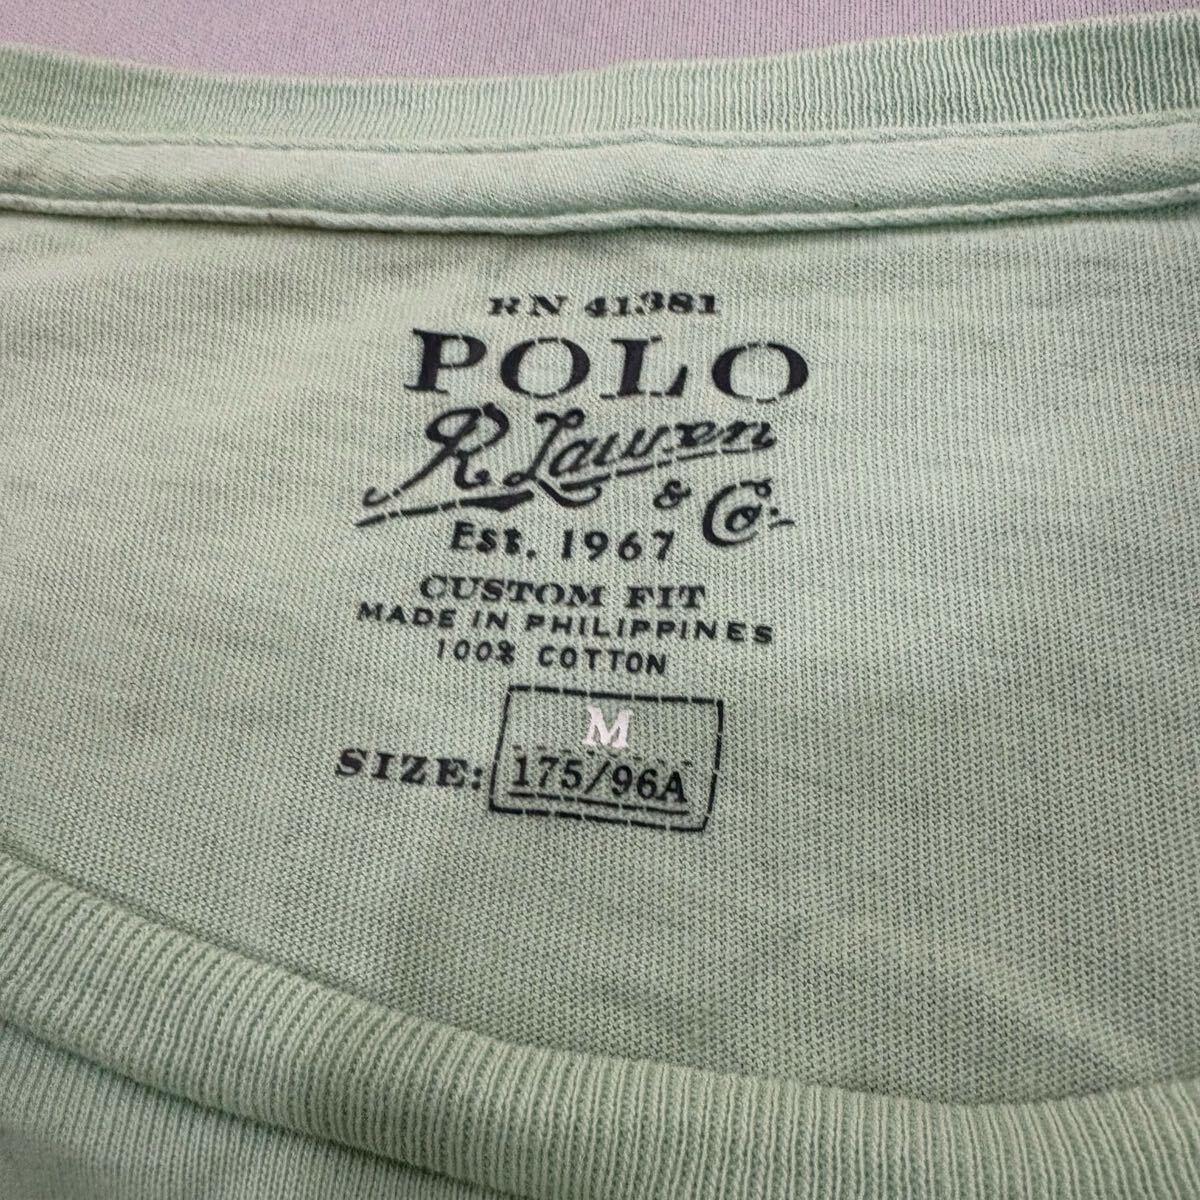 RN 41381
POLO
R Lauren
& Co.
EST. 1967
CUSTOM FIT
MADE IN PHILIPPINES
100% COTTON
M
SIZE: 175/96A